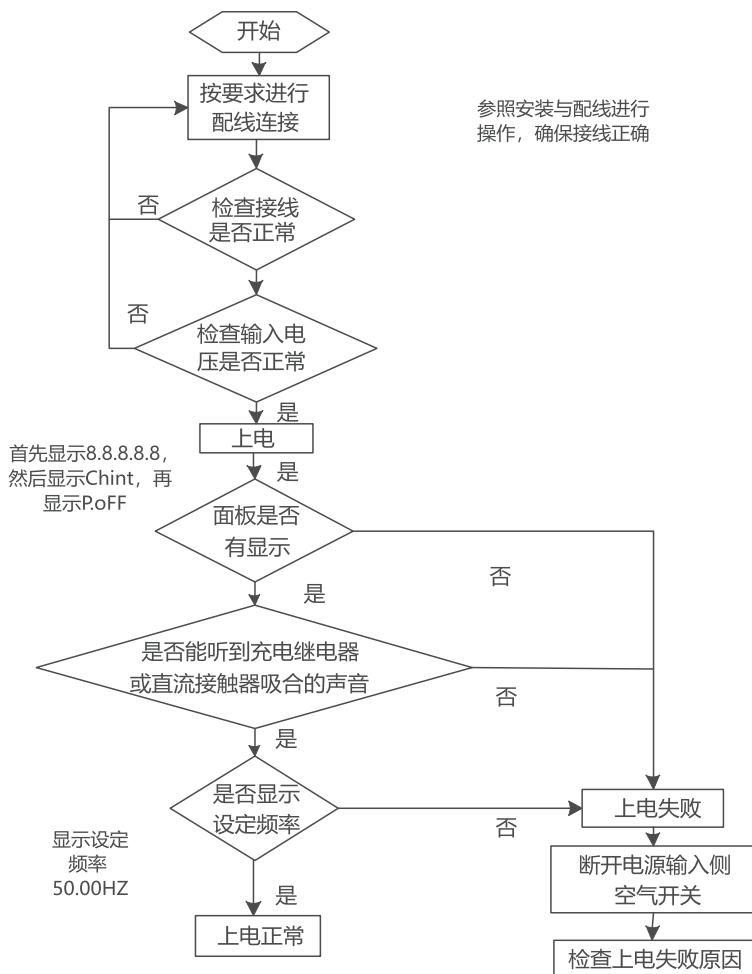 开始
按要求进行
配线连接
参照安装与配线进行
操作，确保接线正确
否
检查接线
是否正常
否
检查输入电
压是否正常
是
上电
首先显示8.8.8.8.8，
然后显示Chint，再
显示P.oFF
是
面板是否
有显示
否
是
是否能听到充电继电器
或直流接触器吸合的声音
否
是
是否显示
设定频率
否
上电失败
显示设定
频率
50.00HZ
断开电源输入侧
空气开关
是
上电正常
检查上电失败原因